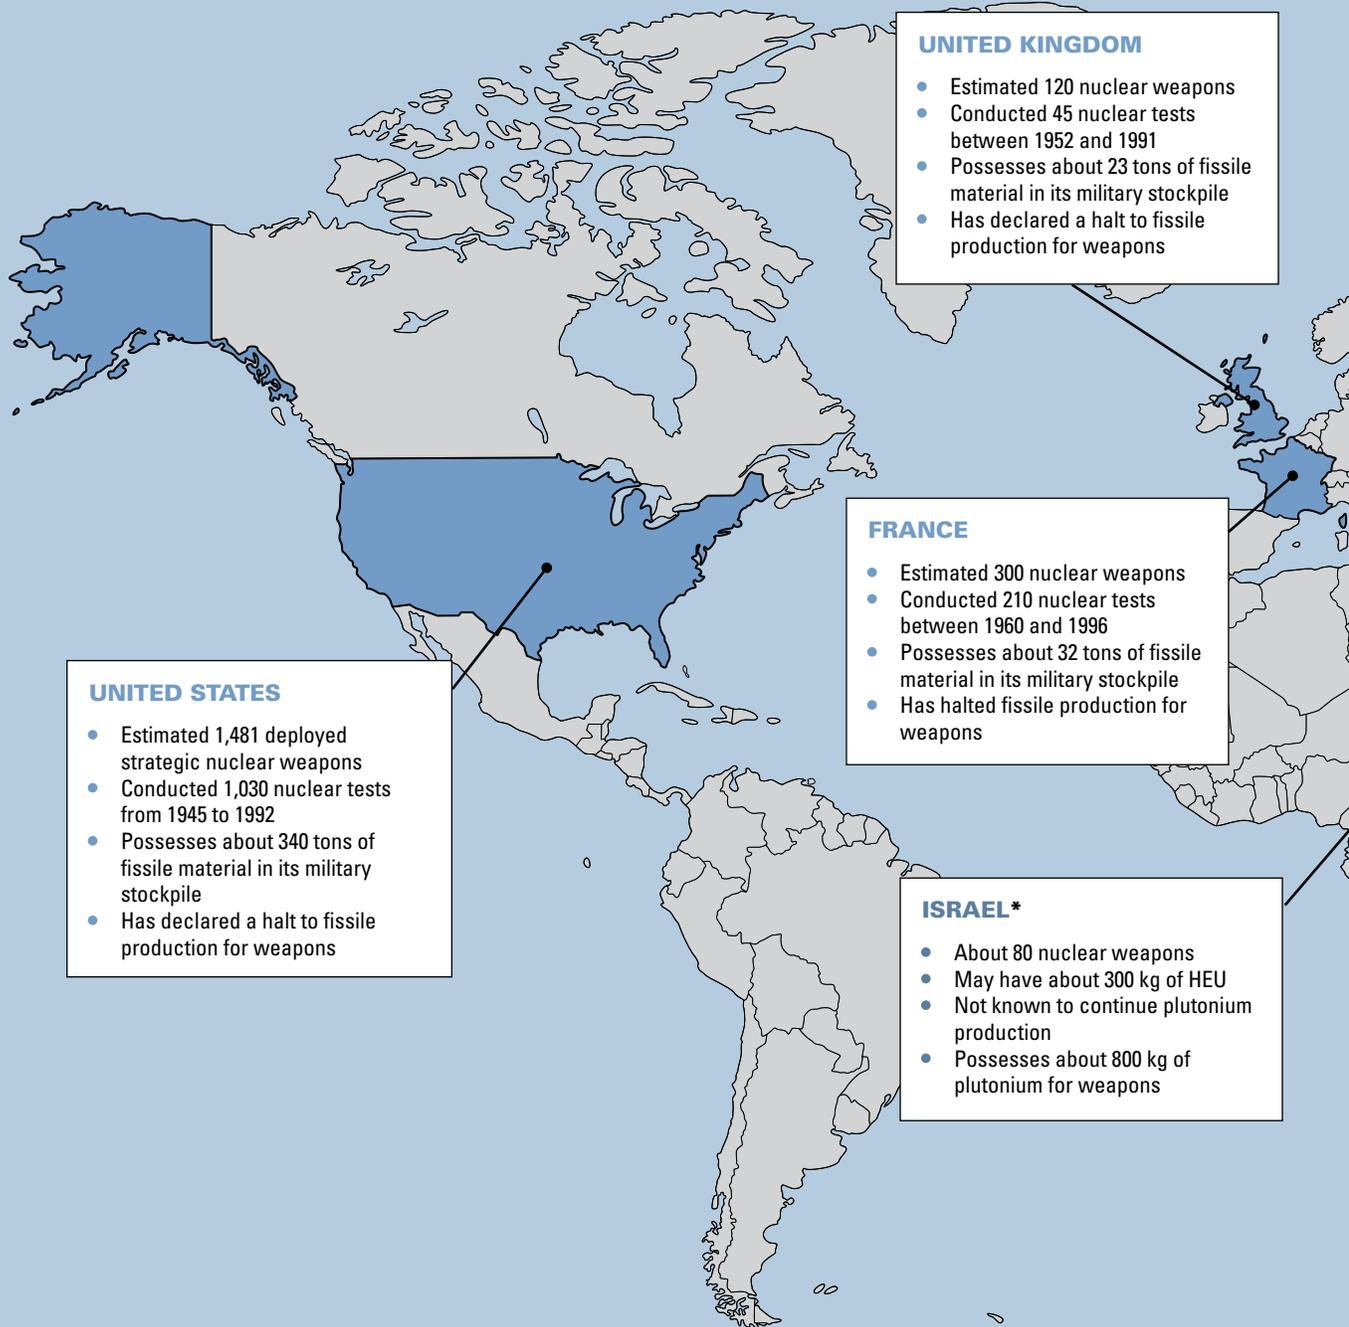 UNITED KINGDOM
• Estimated 120 nuclear weapons
• Conducted 45 nuclear tests
between 1952 and 1991
• Possesses about 23 tons of fissile
material in its military stockpile
• Has declared a halt to fissile
production for weapons
FRANCE
• Estimated 300 nuclear weapons
• Conducted 210 nuclear tests
between 1960 and 1996
• Possesses about 32 tons of fissile
material in its military stockpile
• Has halted fissile production for
weapons
UNITED STATES
• Estimated 1,481 deployed
strategic nuclear weapons
• Conducted 1,030 nuclear tests
from 1945 to 1992
• Possesses about 340 tons of
fissile material in its military
stockpile
• Has declared a halt to fissile
production for weapons
ISRAEL*
• About 80 nuclear weapons
• May have about 300 kg of HEU
• Not known to continue plutonium
production
• Possesses about 800 kg of
plutonium for weapons